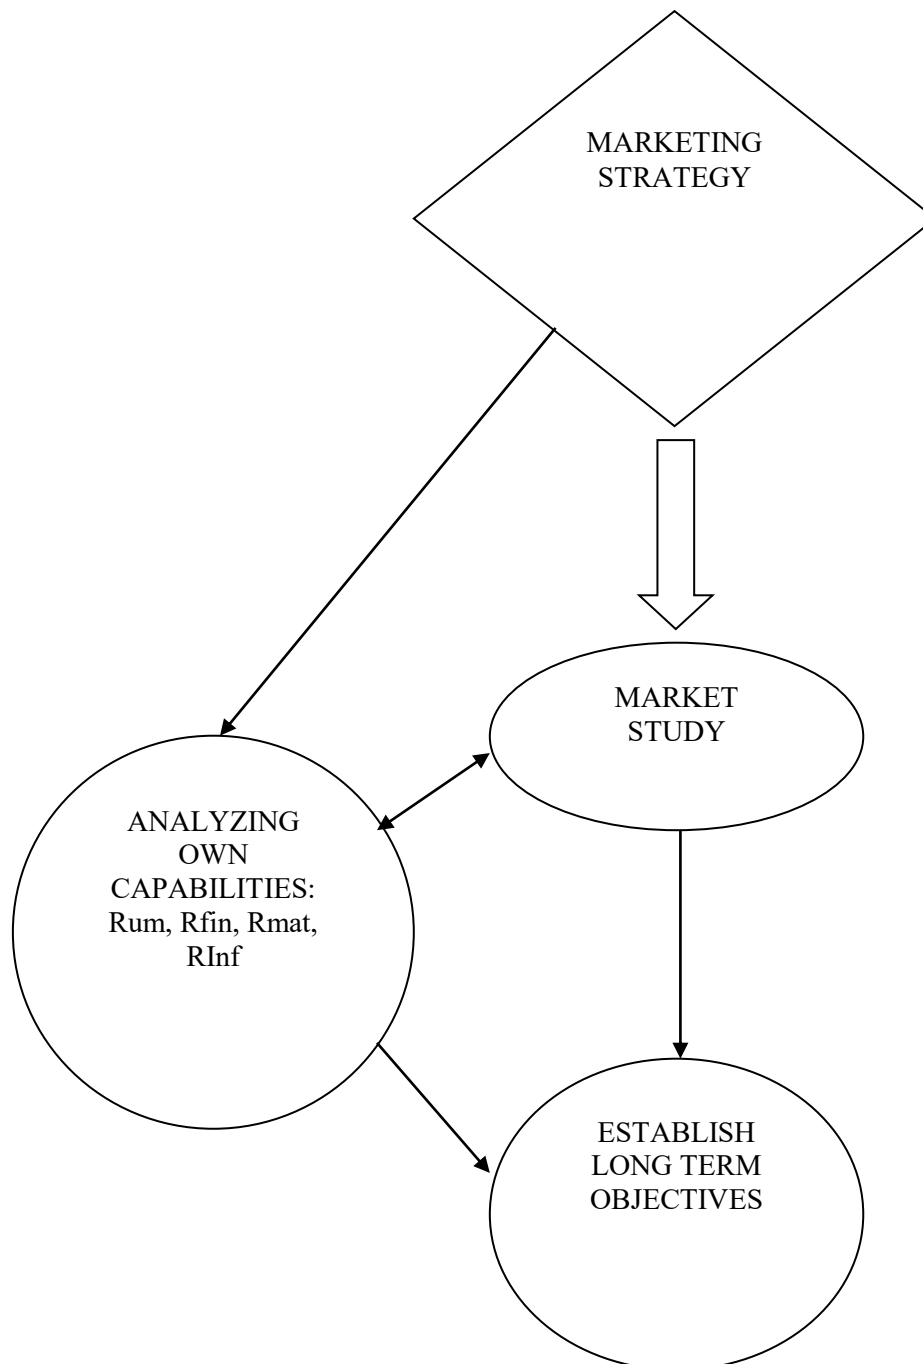 MARKETING
STRATEGY
MARKET
STUDY
ANALYZING
OWN
CAPABILITIES:
Rum, Rfin, Rmat,
RInf
ESTABLISH
LONG TERM
OBJECTIVES